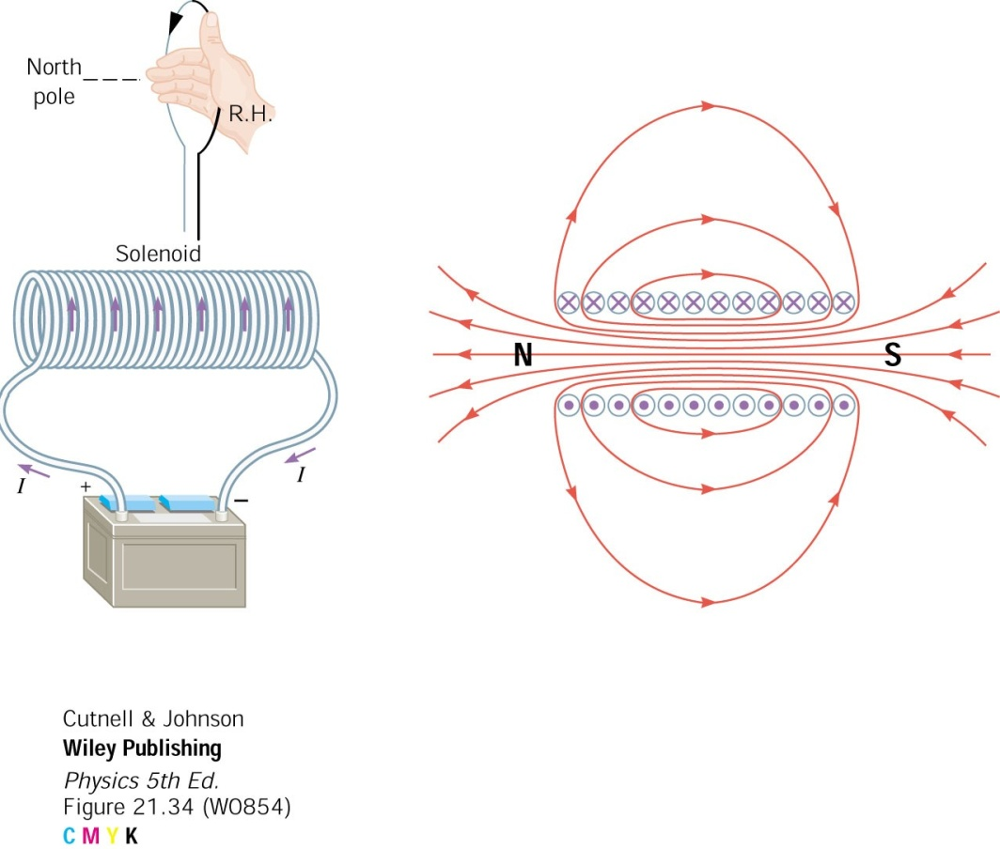 North
pole
R.H.
Solenoid
N
S
I
+
−
I
Cutnell & Johnson
Wiley Publishing
Physics 5th Ed.
Figure 21.34 (W0854)
C M Y K